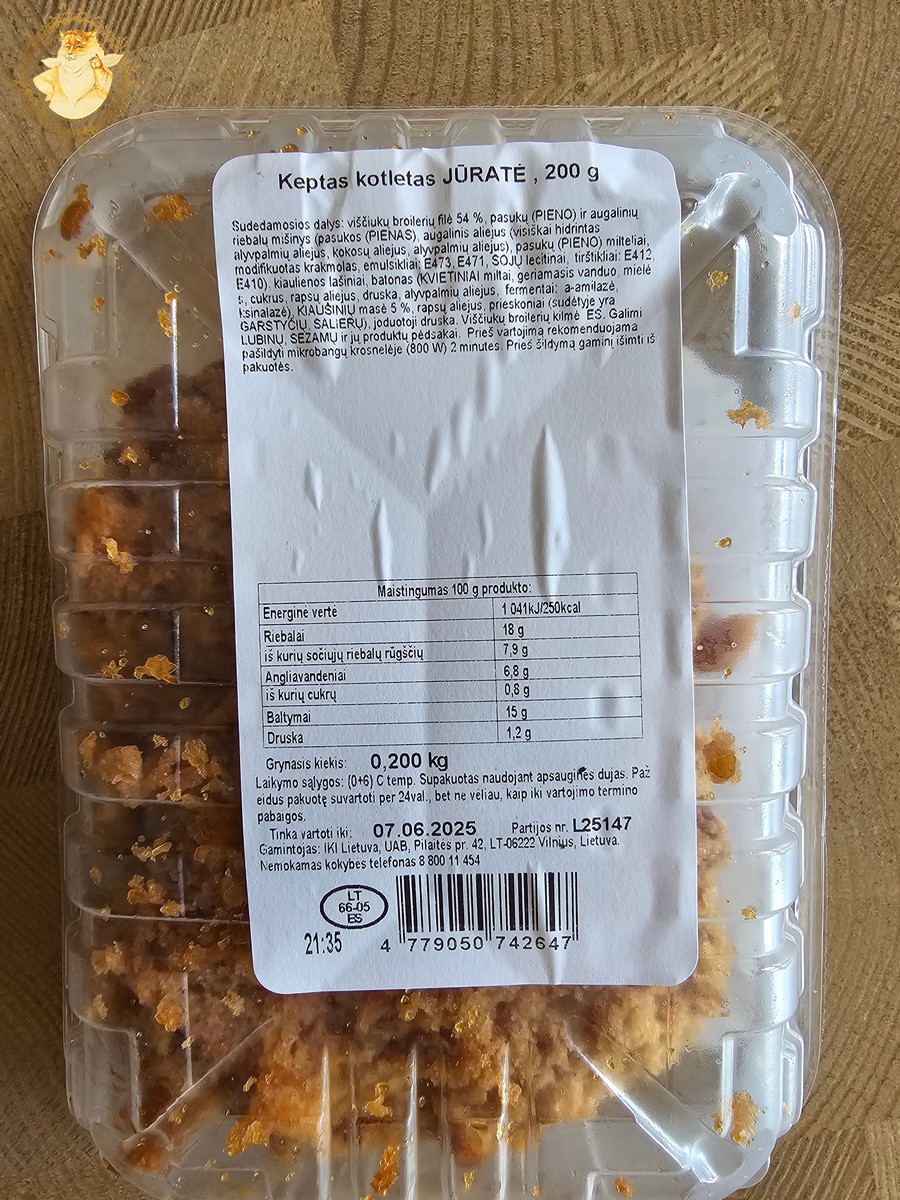 Keptas kotletas JŪRATĖ , 200 g
Sudedamosios dalys: viščiukų broilerių filė 54 %, pasukų (PIENO) ir augalinių
riebalų mišinys (pasukos (PIENAS), augalinis aliejus (visiškai hidrintas
alyvpalmių aliejus, kokosų aliejus, alyvpalmių aliejus), pasukų (PIENO) milteliai,
modifikuotas krakmolas, emulsikliai: E473, E471, SOJŲ lecitinai, tirštikliai: E412,
E410), kiaulienos lašiniai, batonas (KVIETINIAI miltai, geriamasis vanduo, mielė
s, cukrus, rapsų aliejus, druska, alyvpalmių aliejus, fermentai: a-amilazė,
ksinalazė), KIAUŠINIŲ masė 5 %, rapsų aliejus, prieskoniai (sudėtyje yra
GARSTYČIŲ, SALIERŲ), joduotoji druska. Viščiukų broilerių kilmė ES. Galimi
LUBINŲ, SEZAMŲ ir jų produktų pėdsakai. Prieš vartojimą rekomenduojama
pašildyti mikrobangų krosnelėje (800 W) 2 minutes. Prieš šildymą gaminį išimti iš
pakuotės.
Maistingumas 100 g produkto:
Energinė vertė 1 041kJ/250kcal
Riebalai 18 g
iš kurių sočiųjų riebalų rūgščių 7,9 g
Angliavandeniai 6,8 g
iš kurių cukrų 0,8 g
Baltymai 15 g
Druska 1,2 g
Grynasis kiekis: 0,200 kg
Laikymo sąlygos: (0+6) C temp. Supakuotas naudojant apsaugines dujas. Paž
eidus pakuotę suvartoti per 24val., bet ne vėliau, kaip iki vartojimo termino
pabaigos.
Tinka vartoti iki: 07.06.2025 Partijos nr. L25147
Gamintojas: IKI Lietuva, UAB, Pilaitės pr. 42, LT-06222 Vilnius, Lietuva.
Nemokamas kokybės telefonas 8 800 11 454
LT
66-05
ES
21:35
4 779050 742647